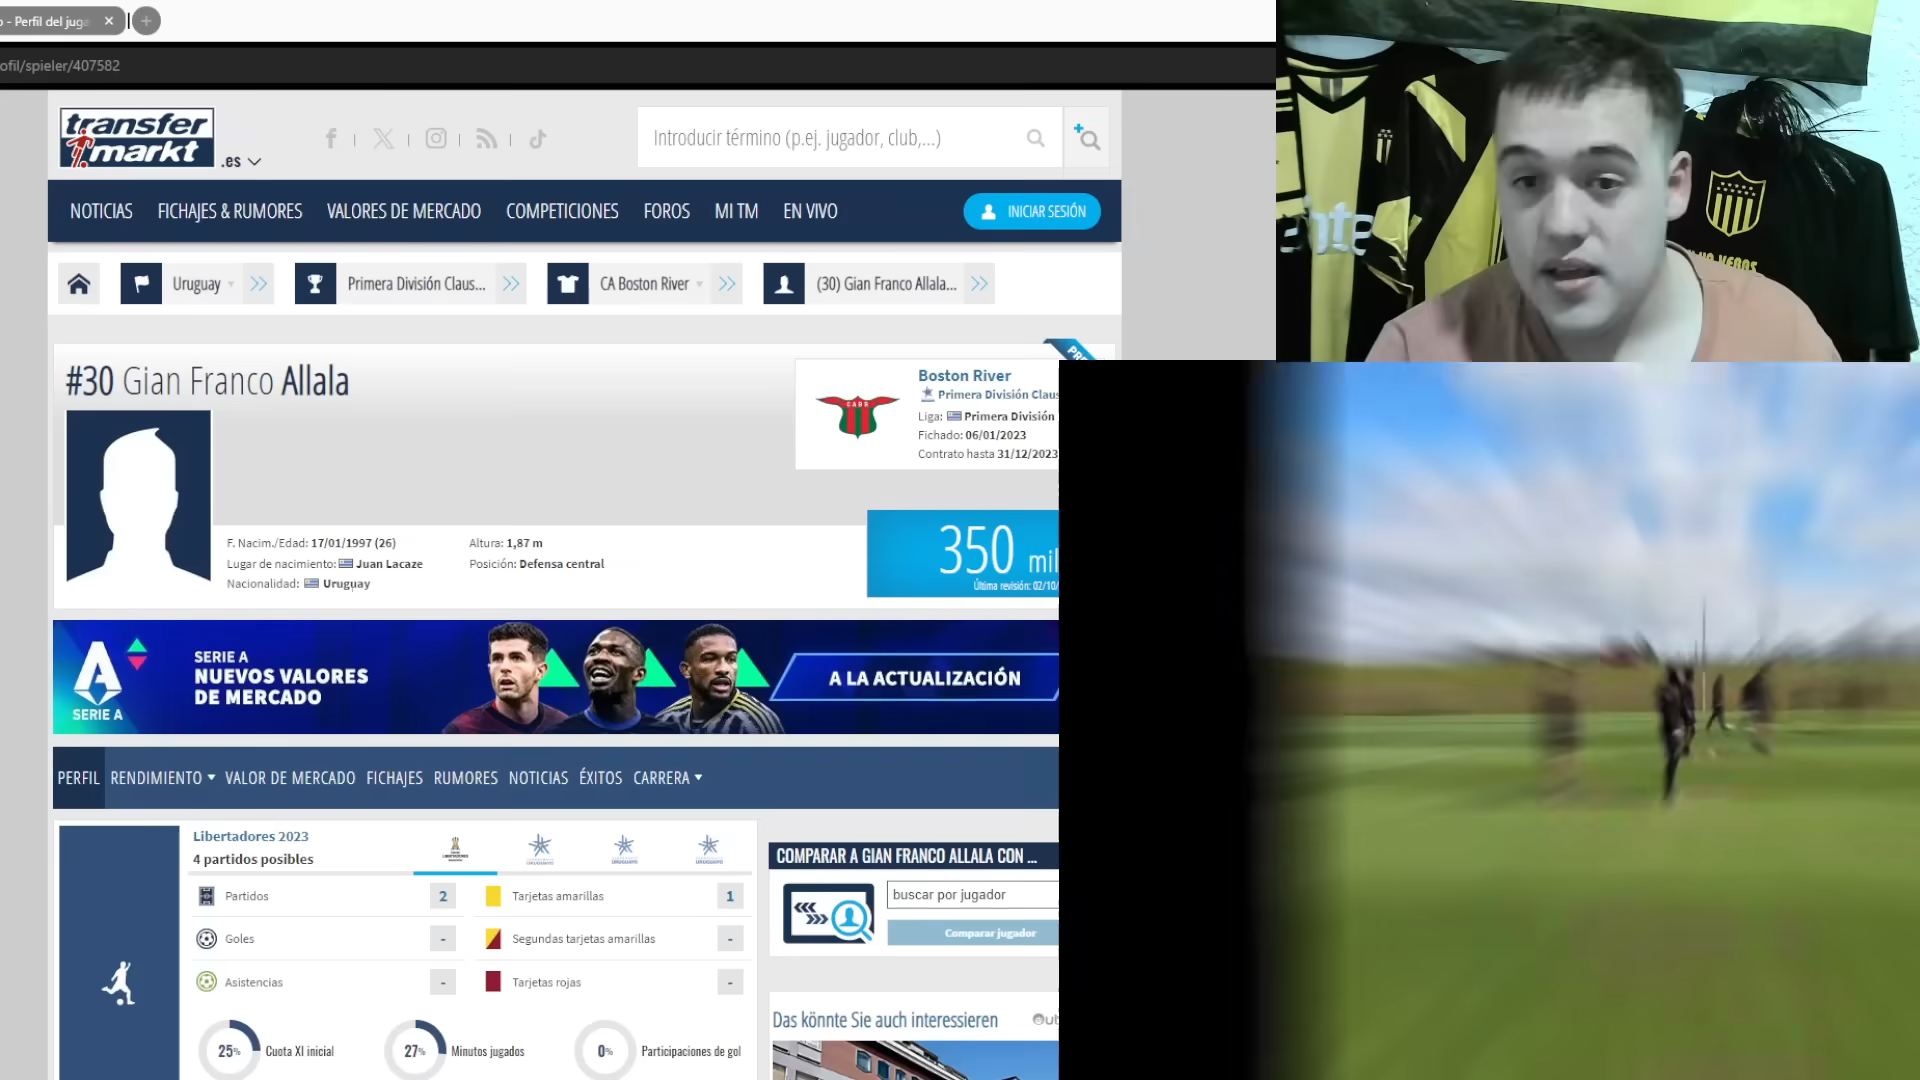 o - Perfil del juga
ofil/spieler/407582
transfer
markt
.es
Introducir término (p.ej. jugador, club,...)
NOTICIAS FICHAJES & RUMORES VALORES DE MERCADO COMPETICIONES FOROS MI TM EN VIVO INICIAR SESIÓN
Uruguay Primera División Claus... CA Boston River (30) Gian Franco Allala...
#30 Gian Franco Allala
CABR
Boston River
Primera División Claus
Liga: Primera División
Fichado: 06/01/2023
Contrato hasta 31/12/2023
F. Nacim./Edad: 17/01/1997 (26)
Lugar de nacimiento: Juan Lacaze
Nacionalidad: Uruguay
Altura: 1,87 m
Posición: Defensa central
350 mil
Última revisión: 02/10/
SERIE A
SERIE A
NUEVOS VALORES
DE MERCADO
A LA ACTUALIZACIÓN
PERFIL RENDIMIENTO VALOR DE MERCADO FICHAJES RUMORES NOTICIAS ÉXITOS CARRERA
Libertadores 2023
4 partidos posibles
Partidos 2 Tarjetas amarillas 1
Goles - Segundas tarjetas amarillas -
Asistencias - Tarjetas rojas -
25% Cuota XI inicial 27% Minutos jugados 0% Participaciones de gol
COMPARAR A GIAN FRANCO ALLALA CON ...
buscar por jugador
Comparar jugador
Das könnte Sie auch interessieren